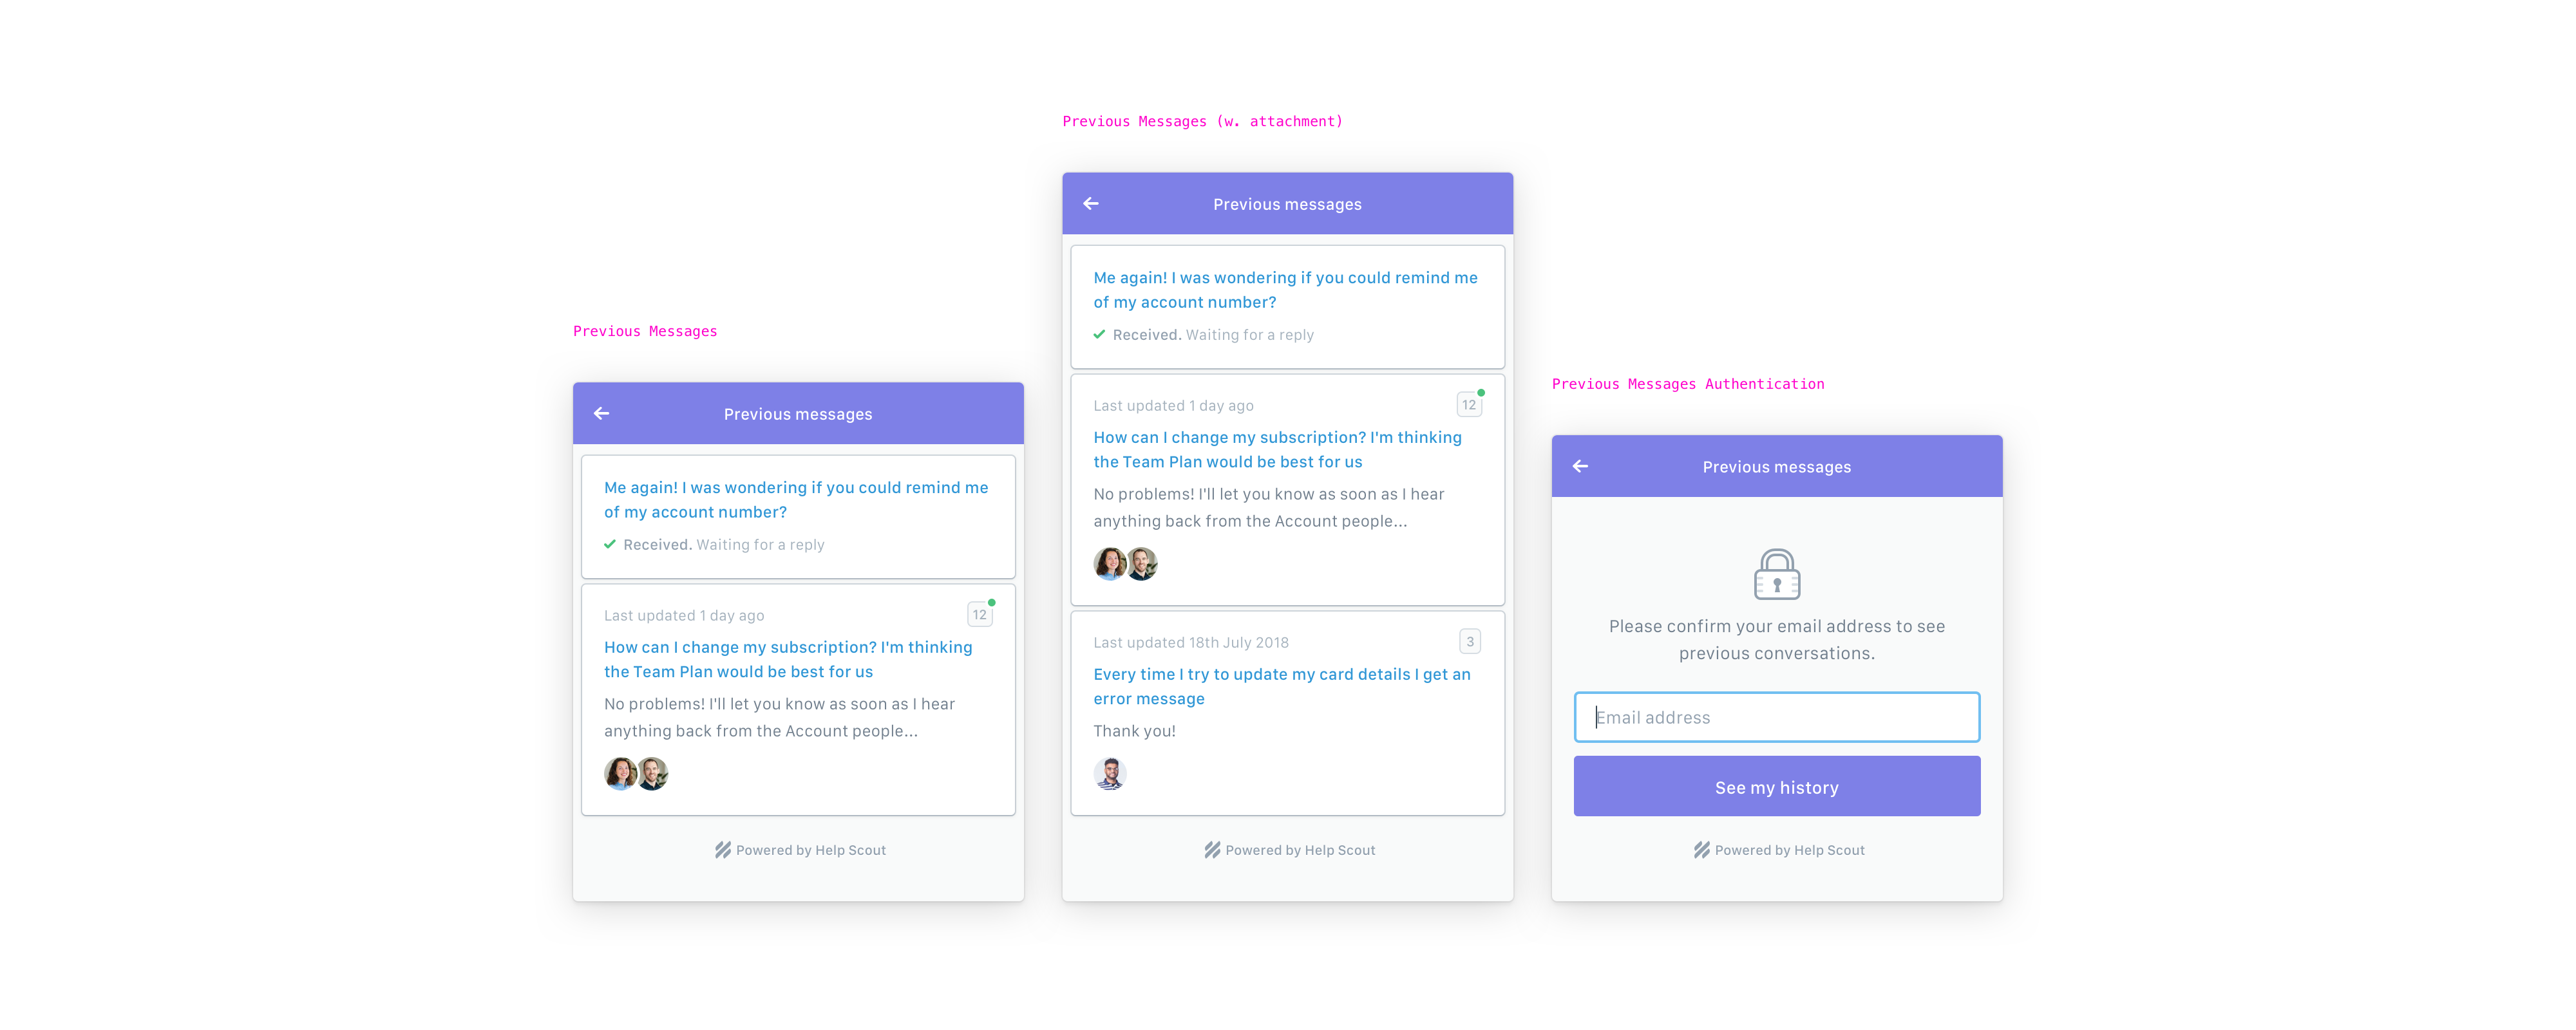 Previous Messages
Previous messages
Me again! I was wondering if you could remind me
of my account number?
Received. Waiting for a reply
Last updated 1 day ago
12
How can I change my subscription? I'm thinking
the Team Plan would be best for us
No problems! I'll let you know as soon as I hear
anything back from the Account people...
Powered by Help Scout
Previous Messages (w. attachment)
Previous messages
Me again! I was wondering if you could remind me
of my account number?
Received. Waiting for a reply
Last updated 1 day ago
12
How can I change my subscription? I'm thinking
the Team Plan would be best for us
No problems! I'll let you know as soon as I hear
anything back from the Account people...
Last updated 18th July 2018
3
Every time I try to update my card details I get an
error message
Thank you!
Powered by Help Scout
Previous Messages Authentication
Previous messages
Please confirm your email address to see
previous conversations.
Email address
See my history
Powered by Help Scout